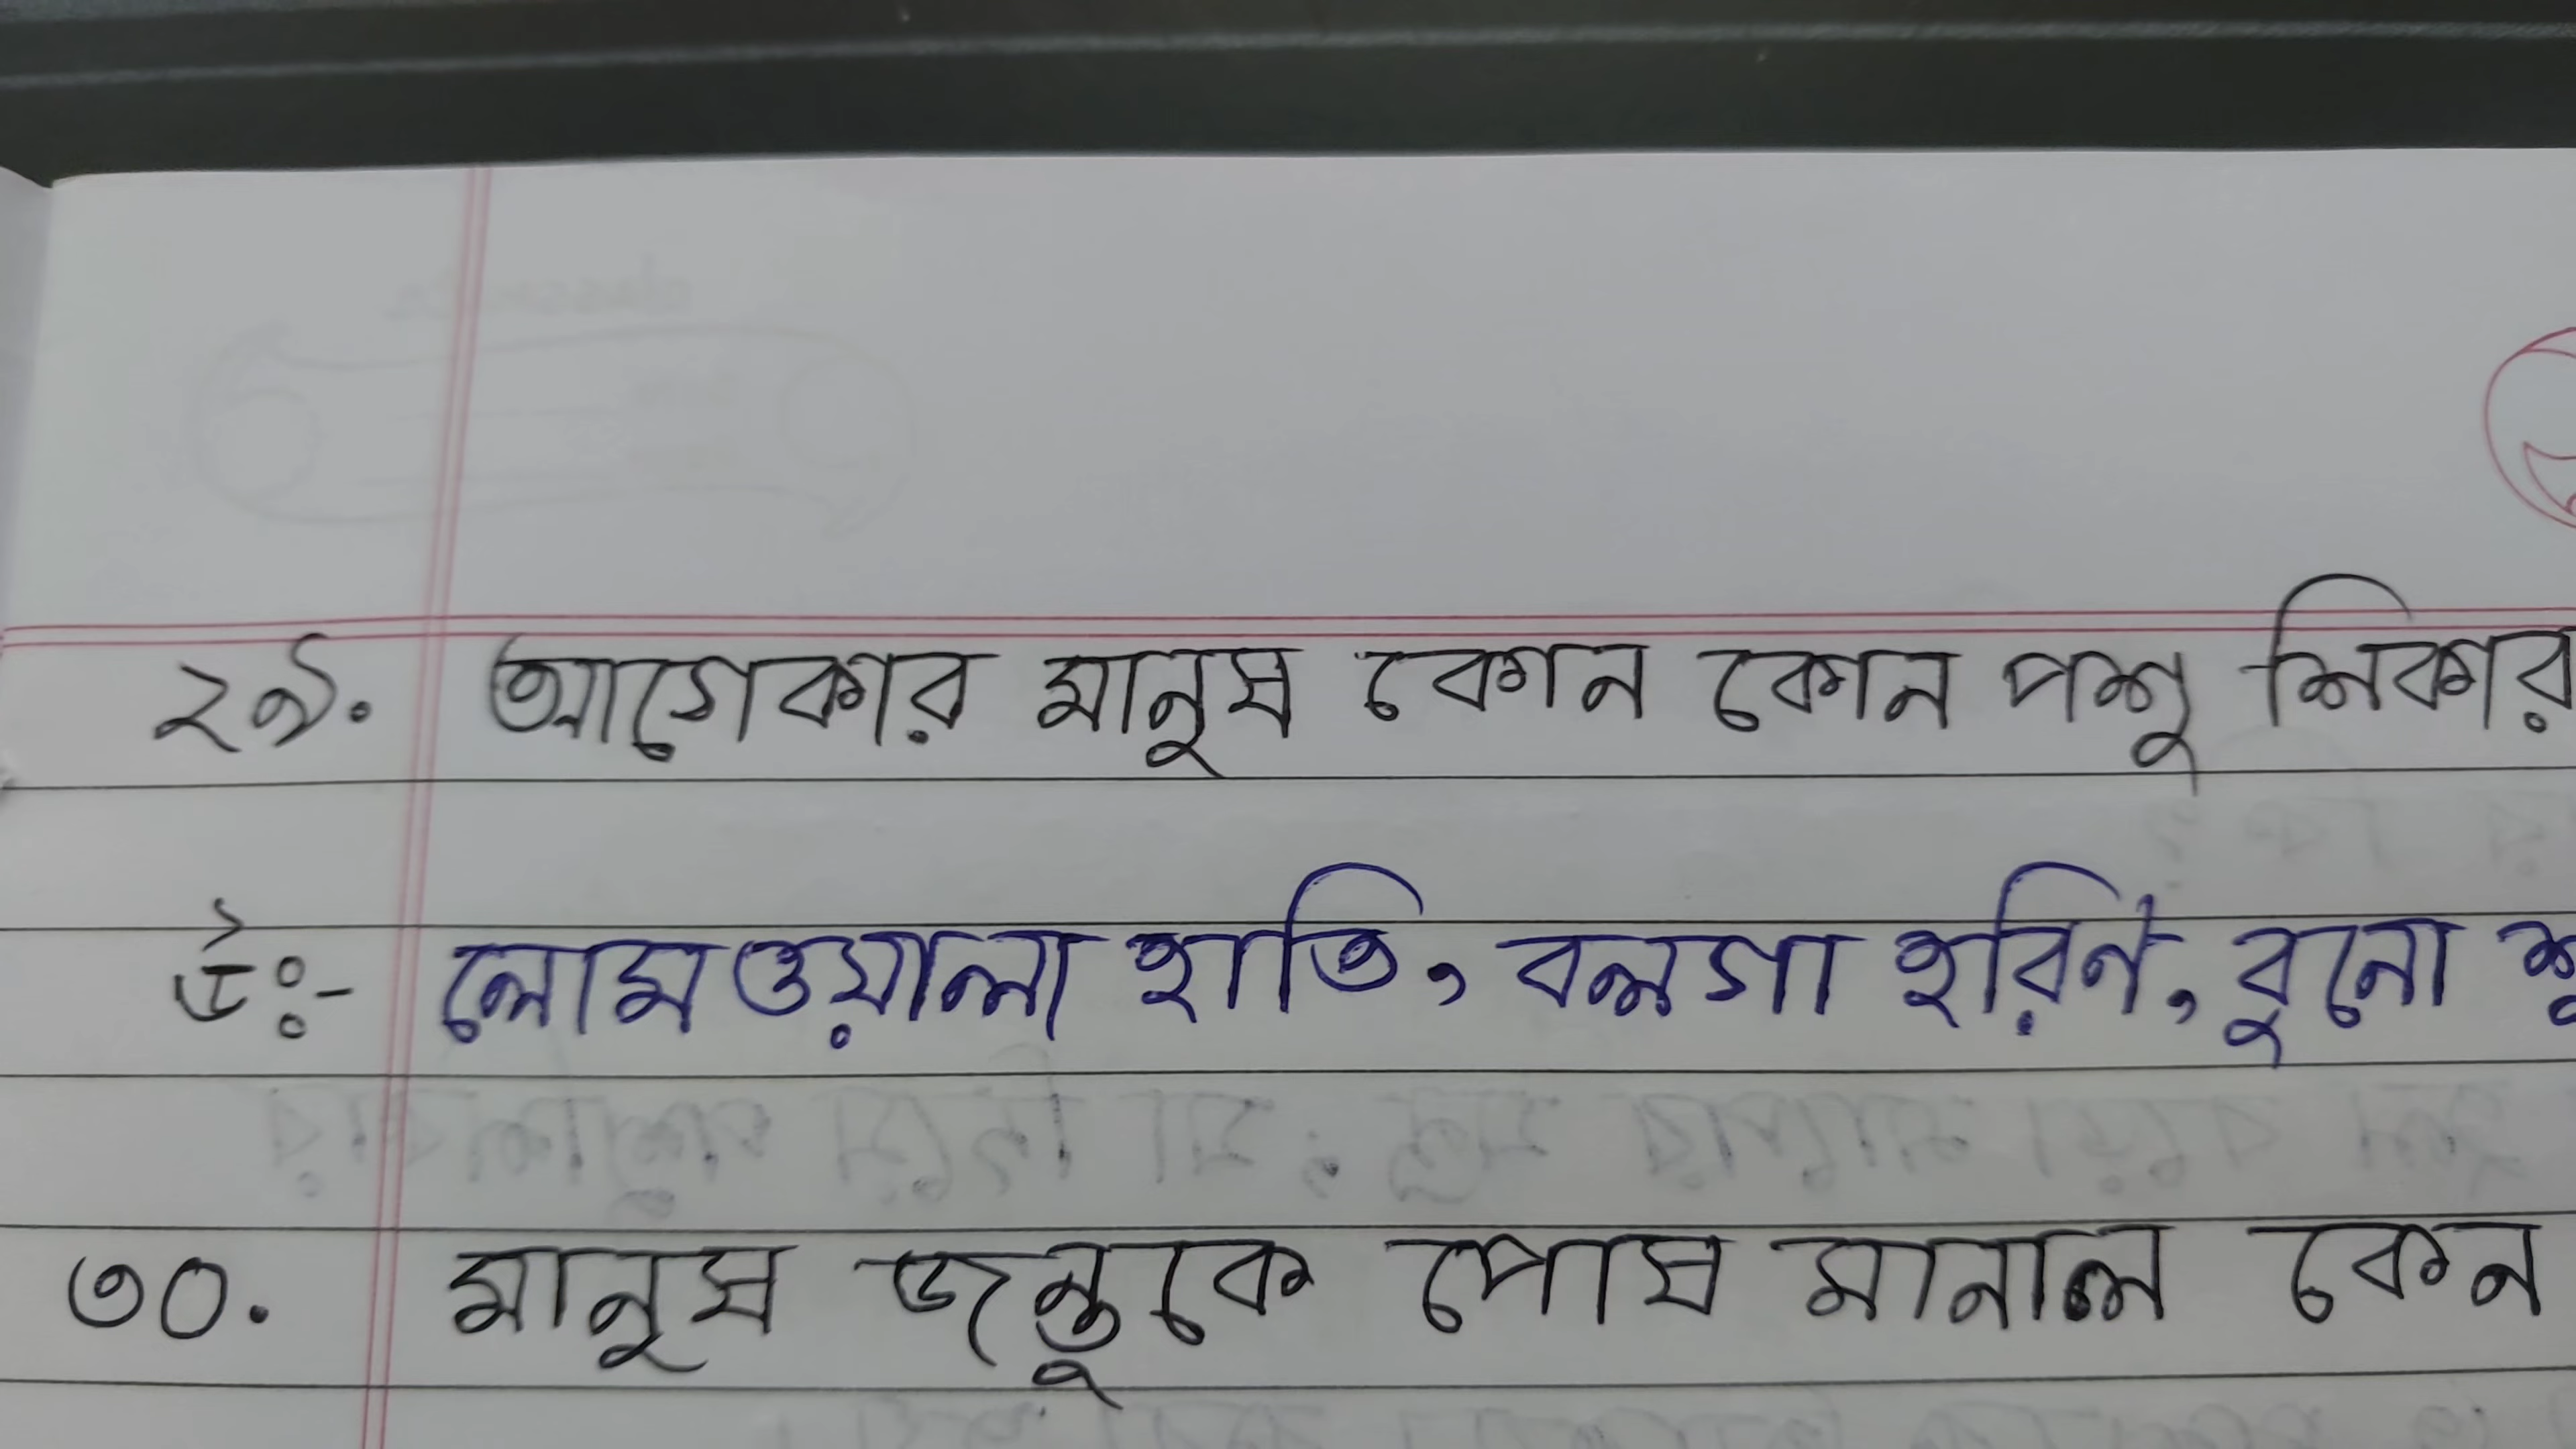 ২৯. আগেকার মানুষ কোন কোন পশু শিকার
উঃ- লোমওয়ালা হাতি, বলগা হরিণ, বুনো
৩০. মানুষ জন্তুকে পোষ মানাল কেন